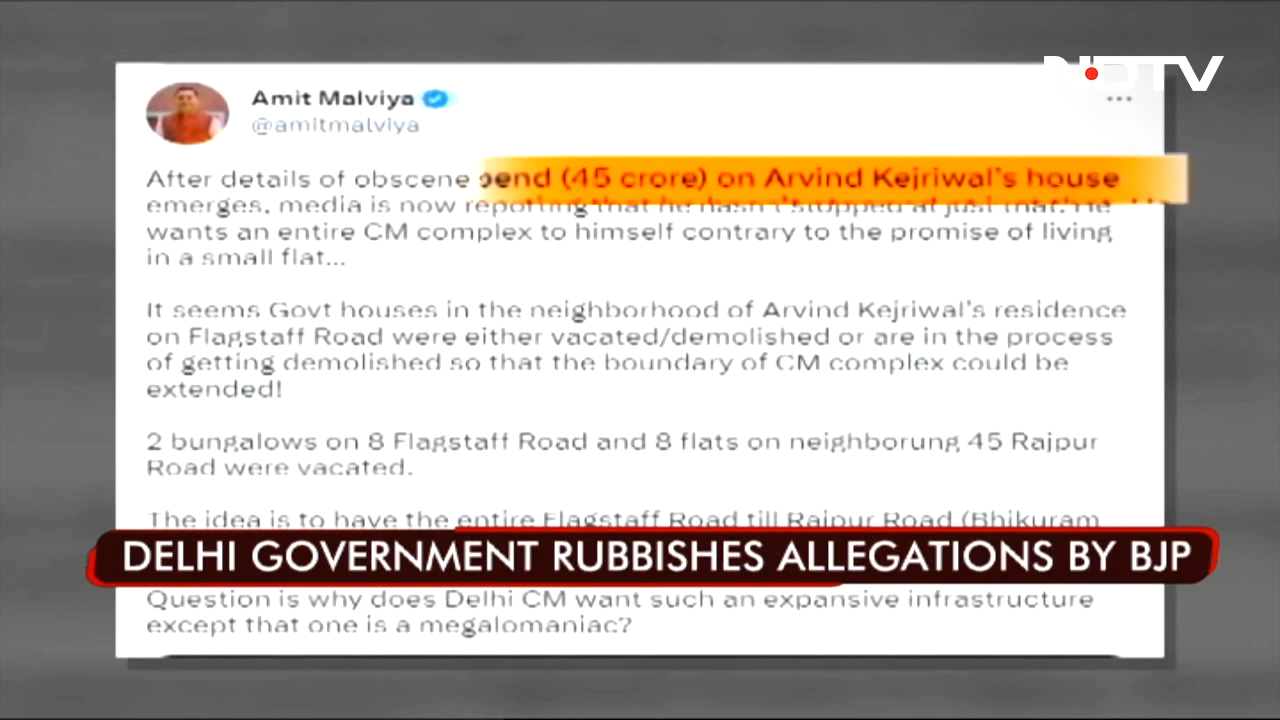 NDTV
Amit Malviya
@amitmalviya
After details of obscene spend (45 crore) on Arvind Kejriwal's house
emerges, media is now reporting that he hasn't stopped at just that. He
wants an entire CM complex to himself contrary to the promise of living
in a small flat...
It seems Govt houses in the neighborhood of Arvind Kejriwal's residence
on Flagstaff Road were either vacated/demolished or are in the process
of getting demolished so that the boundary of CM complex could be
extended!
2 bungalows on 8 Flagstaff Road and 8 flats on neighborung 45 Rajpur
Road were vacated.
The idea is to have the entire Flagstaff Road till Rajpur Road (Bhikuram
DELHI GOVERNMENT RUBBISHES ALLEGATIONS BY BJP
Question is why does Delhi CM want such an expansive infrastructure
except that one is a megalomaniac?